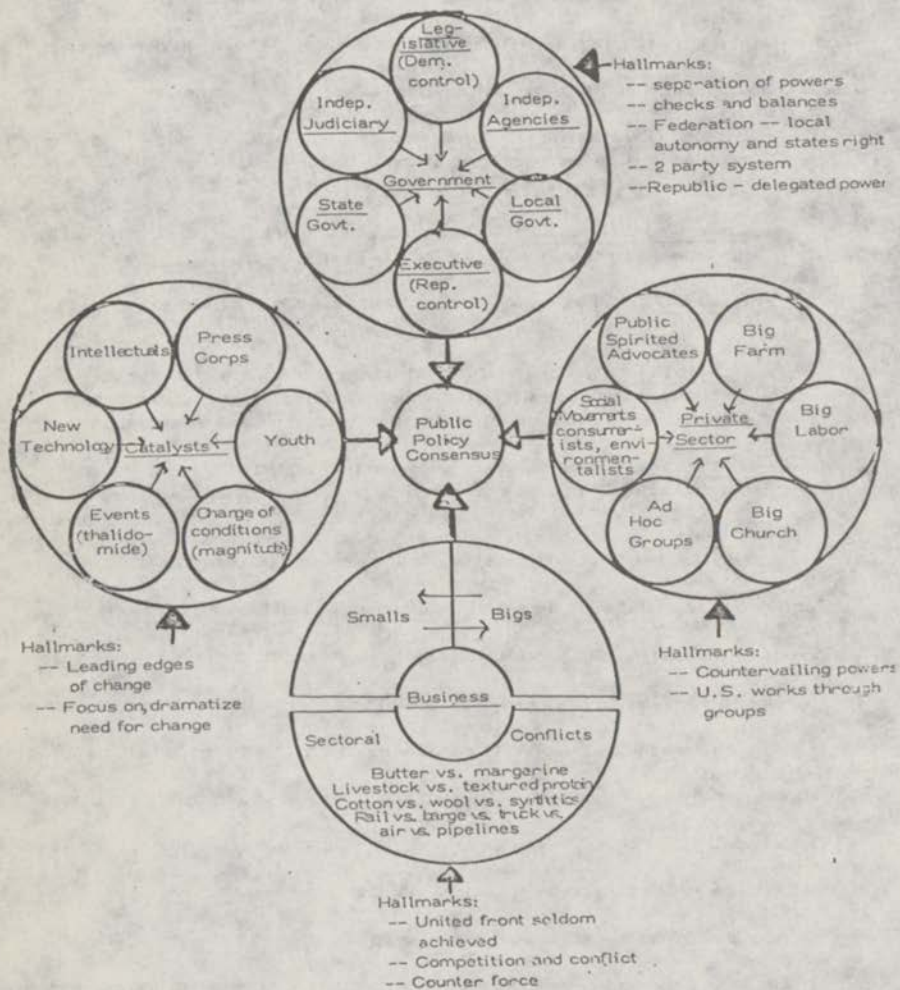 Leg-
islative
(Dem.
control)
Indep.
Judiciary
Indep.
Agencies
Government
State
Govt.
Local
Govt.
Executive
(Rep.
control)
Hallmarks:
-- separation of powers
-- checks and balances
-- Federation -- local
autonomy and states right
-- 2 party system
--Republic - delegated power
Intellectuals
Press
Corps
New
Technology
Catalysts
Youth
Events
(thalido-
mide)
Charge of
conditions
(magnitude)
Hallmarks:
-- Leading edges
of change
-- Focus on, dramatize
need for change
Public
Policy
Consensus
Public
Spirited
Advocates
Big
Farm
Social
Movements
consumer-
ists, envi-
ronmen-
talists
Private
Sector
Big
Labor
Ad
Hoc
Groups
Big
Church
Hallmarks:
-- Countervailing powers
-- U.S. works through
groups
Smalls
Bigs
Business
Sectoral
Conflicts
Butter vs. margarine
Livestock vs. textured protein
Cotton vs. wool vs. synthetics
Rail vs. barge vs. truck vs.
air vs. pipelines
Hallmarks:
-- United front seldom
achieved
-- Competition and conflict
-- Counter force